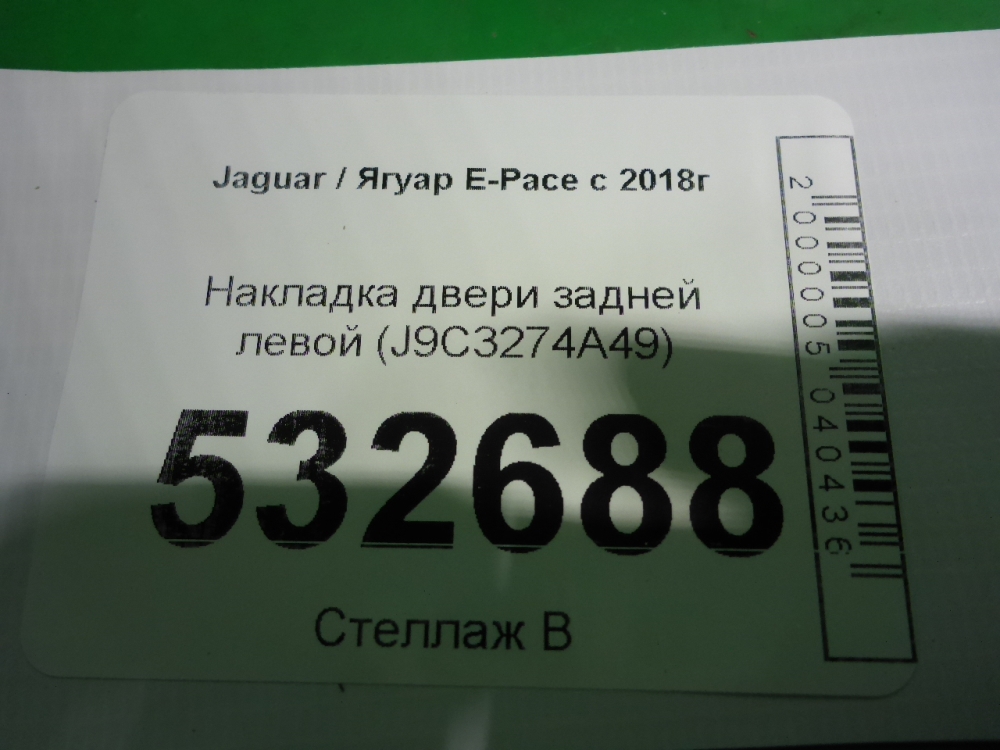 Jaguar / Ягуар E-Pace с 2018г
Накладка двери задней
левой (J9C3274A49)
532688
Стеллаж В
2000005040436